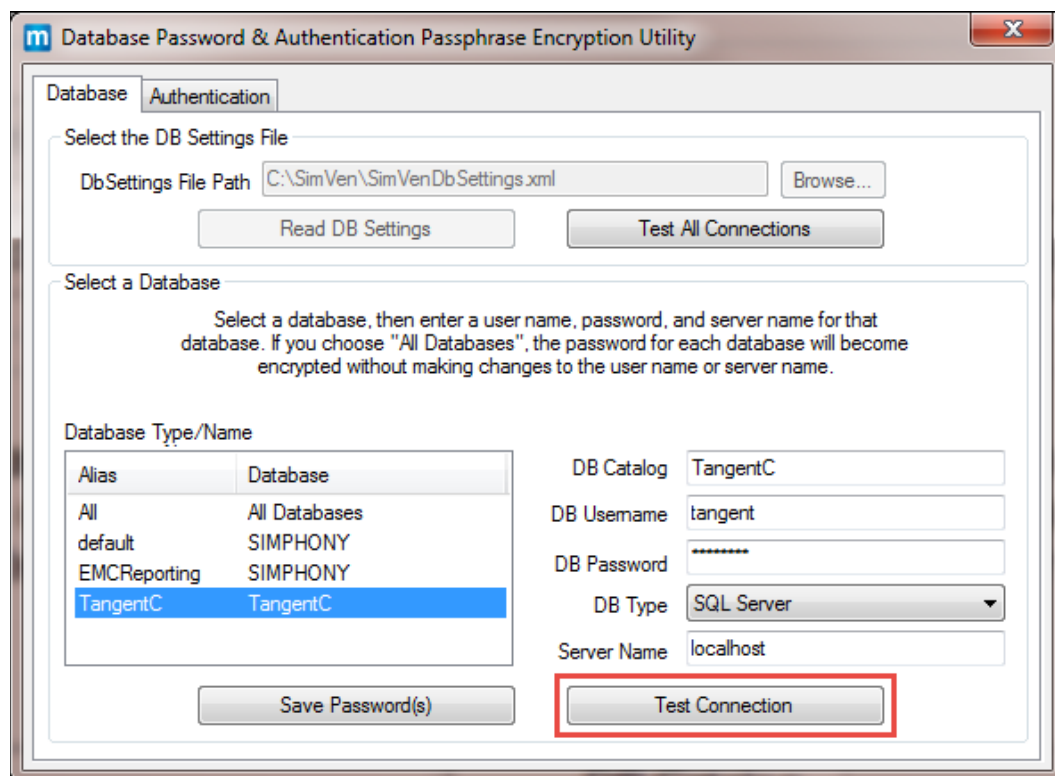 m Database Password & Authentication Passphrase Encryption Utility
X
Database Authentication
Select the DB Settings File
DbSettings File Path C:\SimVen\SimVenDbSettings.xml Browse...
Read DB Settings Test All Connections
Select a Database
Select a database, then enter a user name, password, and server name for that
database. If you choose "All Databases", the password for each database will become
encrypted without making changes to the user name or server name.
Database Type/Name
Alias Database
All All Databases
default SIMPHONY
EMCReporting SIMPHONY
TangentC TangentC
DB Catalog TangentC
DB Username tangent
DB Password ********
DB Type SQL Server
Server Name localhost
Save Password(s) Test Connection